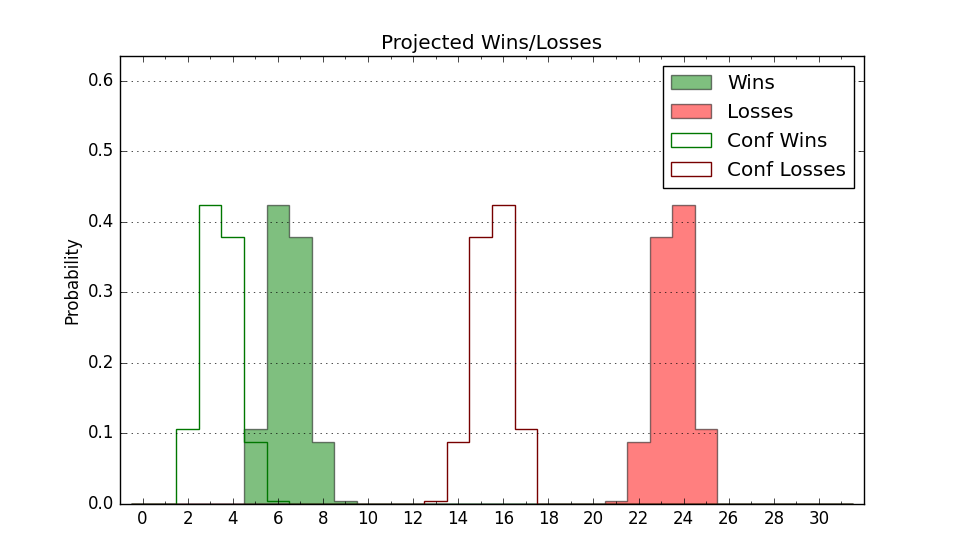 Projected Wins/Losses
Wins
Losses
Conf Wins
Conf Losses
Probability
0.6
0.5
0.4
0.3
0.2
0.1
0.0
0 2 4 6 8 10 12 14 16 18 20 22 24 26 28 30